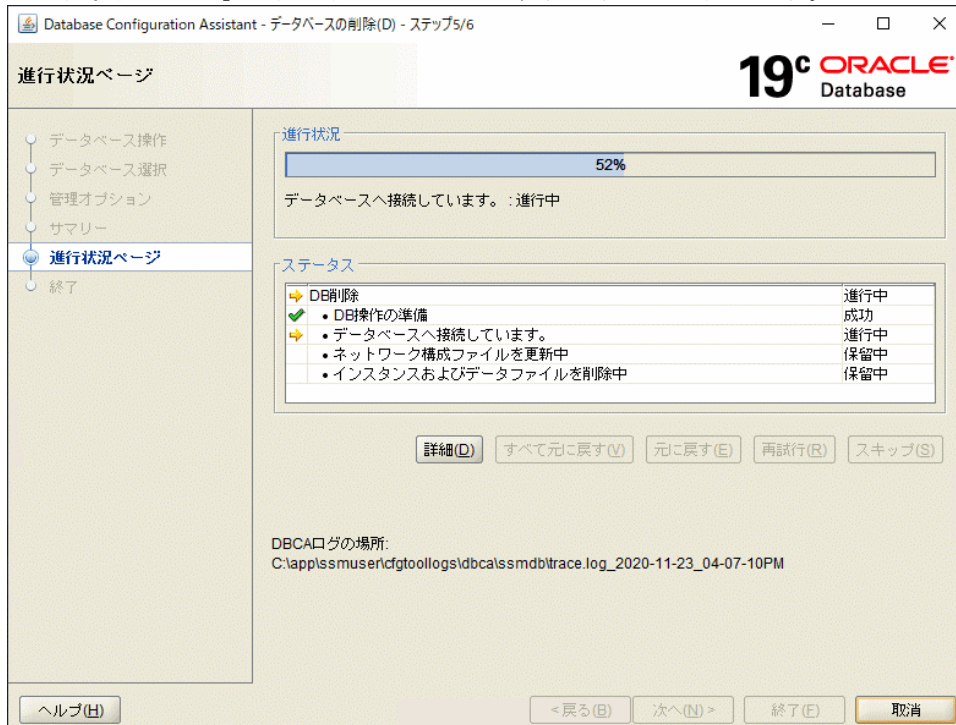 Database Configuration Assistant - データベースの削除(D) - ステップ5/6
進行状況ページ
19c ORACLE
Database
データベース操作
データベース選択
管理オプション
サマリー
進行状況ページ
終了
進行状況
52%
データベースへ接続しています。 : 進行中
ステータス
DB削除 進行中
• DB操作の準備 成功
• データベースへ接続しています。 進行中
• ネットワーク構成ファイルを更新中 保留中
• インスタンスおよびデータファイルを削除中 保留中
詳細(D) すべて元に戻す(V) 元に戻す(E) 再試行(R) スキップ(S)
DBCAログの場所:
C:\app\ssmuser\cfgtoollogs\dbca\ssmdb\trace.log_2020-11-23_04-07-10PM
ヘルプ(H) <戻る(B) 次へ(N)> 終了(F) 取消